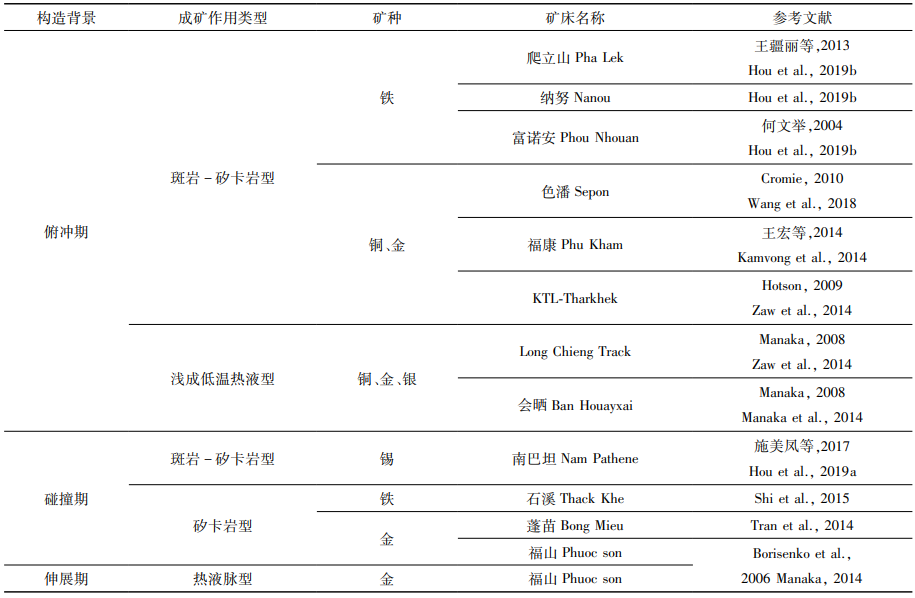 构造背景 成矿作用类型 矿种 矿床名称 参考文献
王疆丽等,2013
爬立山 Pha Lek
Hou et al., 2019b
铁
纳努 Nanou Hou et al., 2019b
何文举,2004
富诺安 Phou Nhouan
Hou et al., 2019b
斑岩-矽卡岩型
Cromie, 2010
色潘 Sepon
Wang et al., 2018
俯冲期
王宏等,2014
铜、金 福康 Phu Kham
Kamvong et al., 2014
Hotson, 2009
KTL-Tharkhek
Zaw et al., 2014
Manaka, 2008
Long Chieng Track
Zaw et al., 2014
浅成低温热液型 铜、金、银
Manaka, 2008
会晒 Ban Houayxai
Manaka et al., 2014
施美凤等,2017
斑岩-矽卡岩型 锡 南巴坦 Nam Pathene
Hou et al., 2019a
碰撞期 铁 石溪 Thack Khe Shi et al., 2015
矽卡岩型
金
蓬苗 Bong Mieu Tran et al., 2014
福山 Phuoc son Borisenko et al.,
伸展期 热液脉型 金 福山 Phuoc son 2006 Manaka, 2014